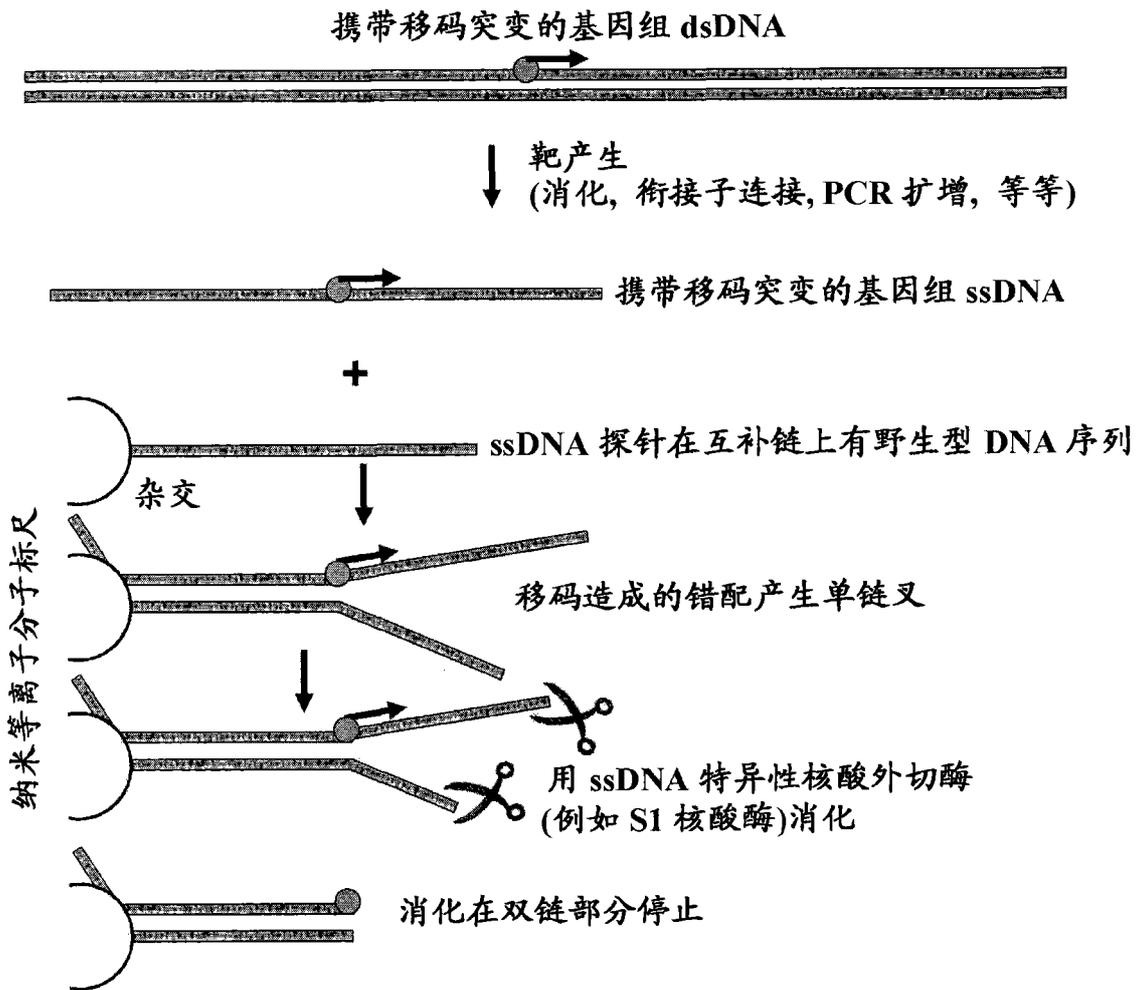 携带移码突变的基因组 dsDNA
靶产生
(消化, 衔接子连接, PCR 扩增, 等等)
携带移码突变的基因组 ssDNA
+
ssDNA 探针在互补链上有野生型 DNA 序列
杂交
纳米等离子分子标尺
移码造成的错配产生单链叉
用 ssDNA 特异性核酸外切酶
(例如 S1 核酸酶)消化
消化在双链部分停止